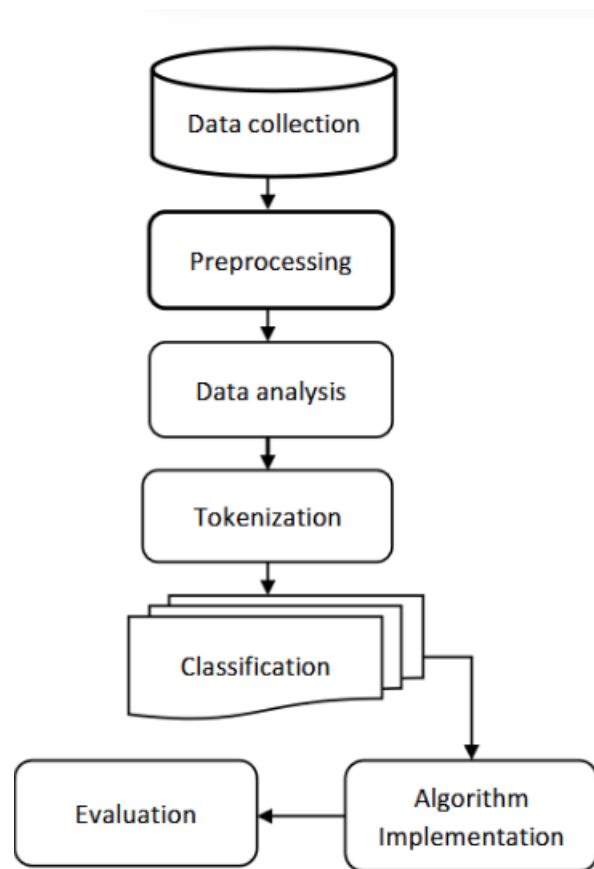 Data collection
Preprocessing
Data analysis
Tokenization
Classification
Algorithm
Implementation
Evaluation